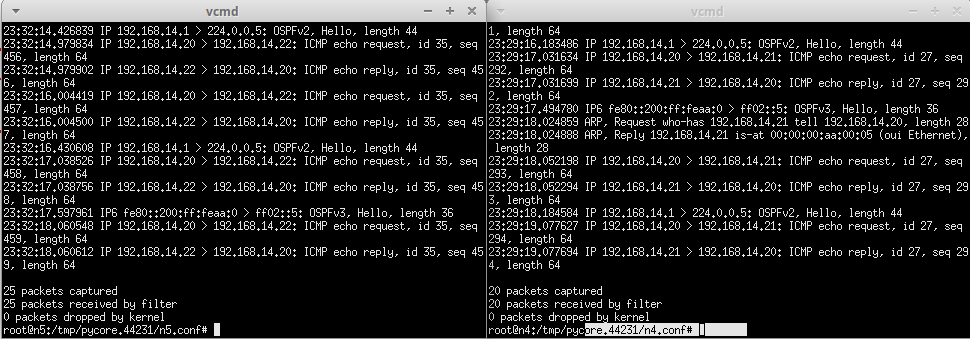 vcmd
23:32:14.426839 IP 192.168.14.1 > 224.0.0.5: OSPFv2, Hello, length 44
23:32:14.979834 IP 192.168.14.20 > 192.168.14.22: ICMP echo request, id 35, seq
456, length 64
23:32:14.979902 IP 192.168.14.22 > 192.168.14.20: ICMP echo reply, id 35, seq 45
6, length 64
23:32:16.004419 IP 192.168.14.20 > 192.168.14.22: ICMP echo request, id 35, seq
457, length 64
23:32:16.004500 IP 192.168.14.22 > 192.168.14.20: ICMP echo reply, id 35, seq 45
7, length 64
23:32:16.430608 IP 192.168.14.1 > 224.0.0.5: OSPFv2, Hello, length 44
23:32:17.038526 IP 192.168.14.20 > 192.168.14.22: ICMP echo request, id 35, seq
458, length 64
23:32:17.038756 IP 192.168.14.22 > 192.168.14.20: ICMP echo reply, id 35, seq 45
8, length 64
23:32:17.597961 IP6 fe80::200:ff:feaa:0 > ff02::5: OSPFv3, Hello, length 36
23:32:18.060548 IP 192.168.14.20 > 192.168.14.22: ICMP echo request, id 35, seq
459, length 64
23:32:18.060612 IP 192.168.14.22 > 192.168.14.20: ICMP echo reply, id 35, seq 45
9, length 64
25 packets captured
25 packets received by filter
0 packets dropped by kernel
root@n5:/tmp/pycore.44231/n5.conf#
vcmd
1, length 64
23:29:16.183486 IP 192.168.14.1 > 224.0.0.5: OSPFv2, Hello, length 44
23:29:17.031634 IP 192.168.14.20 > 192.168.14.21: ICMP echo request, id 27, seq
292, length 64
23:29:17.031699 IP 192.168.14.21 > 192.168.14.20: ICMP echo reply, id 27, seq 29
2, length 64
23:29:17.494780 IP6 fe80::200:ff:feaa:0 > ff02::5: OSPFv3, Hello, length 36
23:29:18.024859 ARP, Request who-has 192.168.14.21 tell 192.168.14.20, length 28
23:29:18.024888 ARP, Reply 192.168.14.21 is-at 00:00:00:aa:00:05 (oui Ethernet),
length 28
23:29:18.052198 IP 192.168.14.20 > 192.168.14.21: ICMP echo request, id 27, seq
293, length 64
23:29:18.052294 IP 192.168.14.21 > 192.168.14.20: ICMP echo reply, id 27, seq 29
3, length 64
23:29:18.184584 IP 192.168.14.1 > 224.0.0.5: OSPFv2, Hello, length 44
23:29:19.077627 IP 192.168.14.20 > 192.168.14.21: ICMP echo request, id 27, seq
294, length 64
23:29:19.077694 IP 192.168.14.21 > 192.168.14.20: ICMP echo reply, id 27, seq 29
4, length 64
20 packets captured
20 packets received by filter
0 packets dropped by kernel
root@n4:/tmp/pycore.44231/n4.conf#